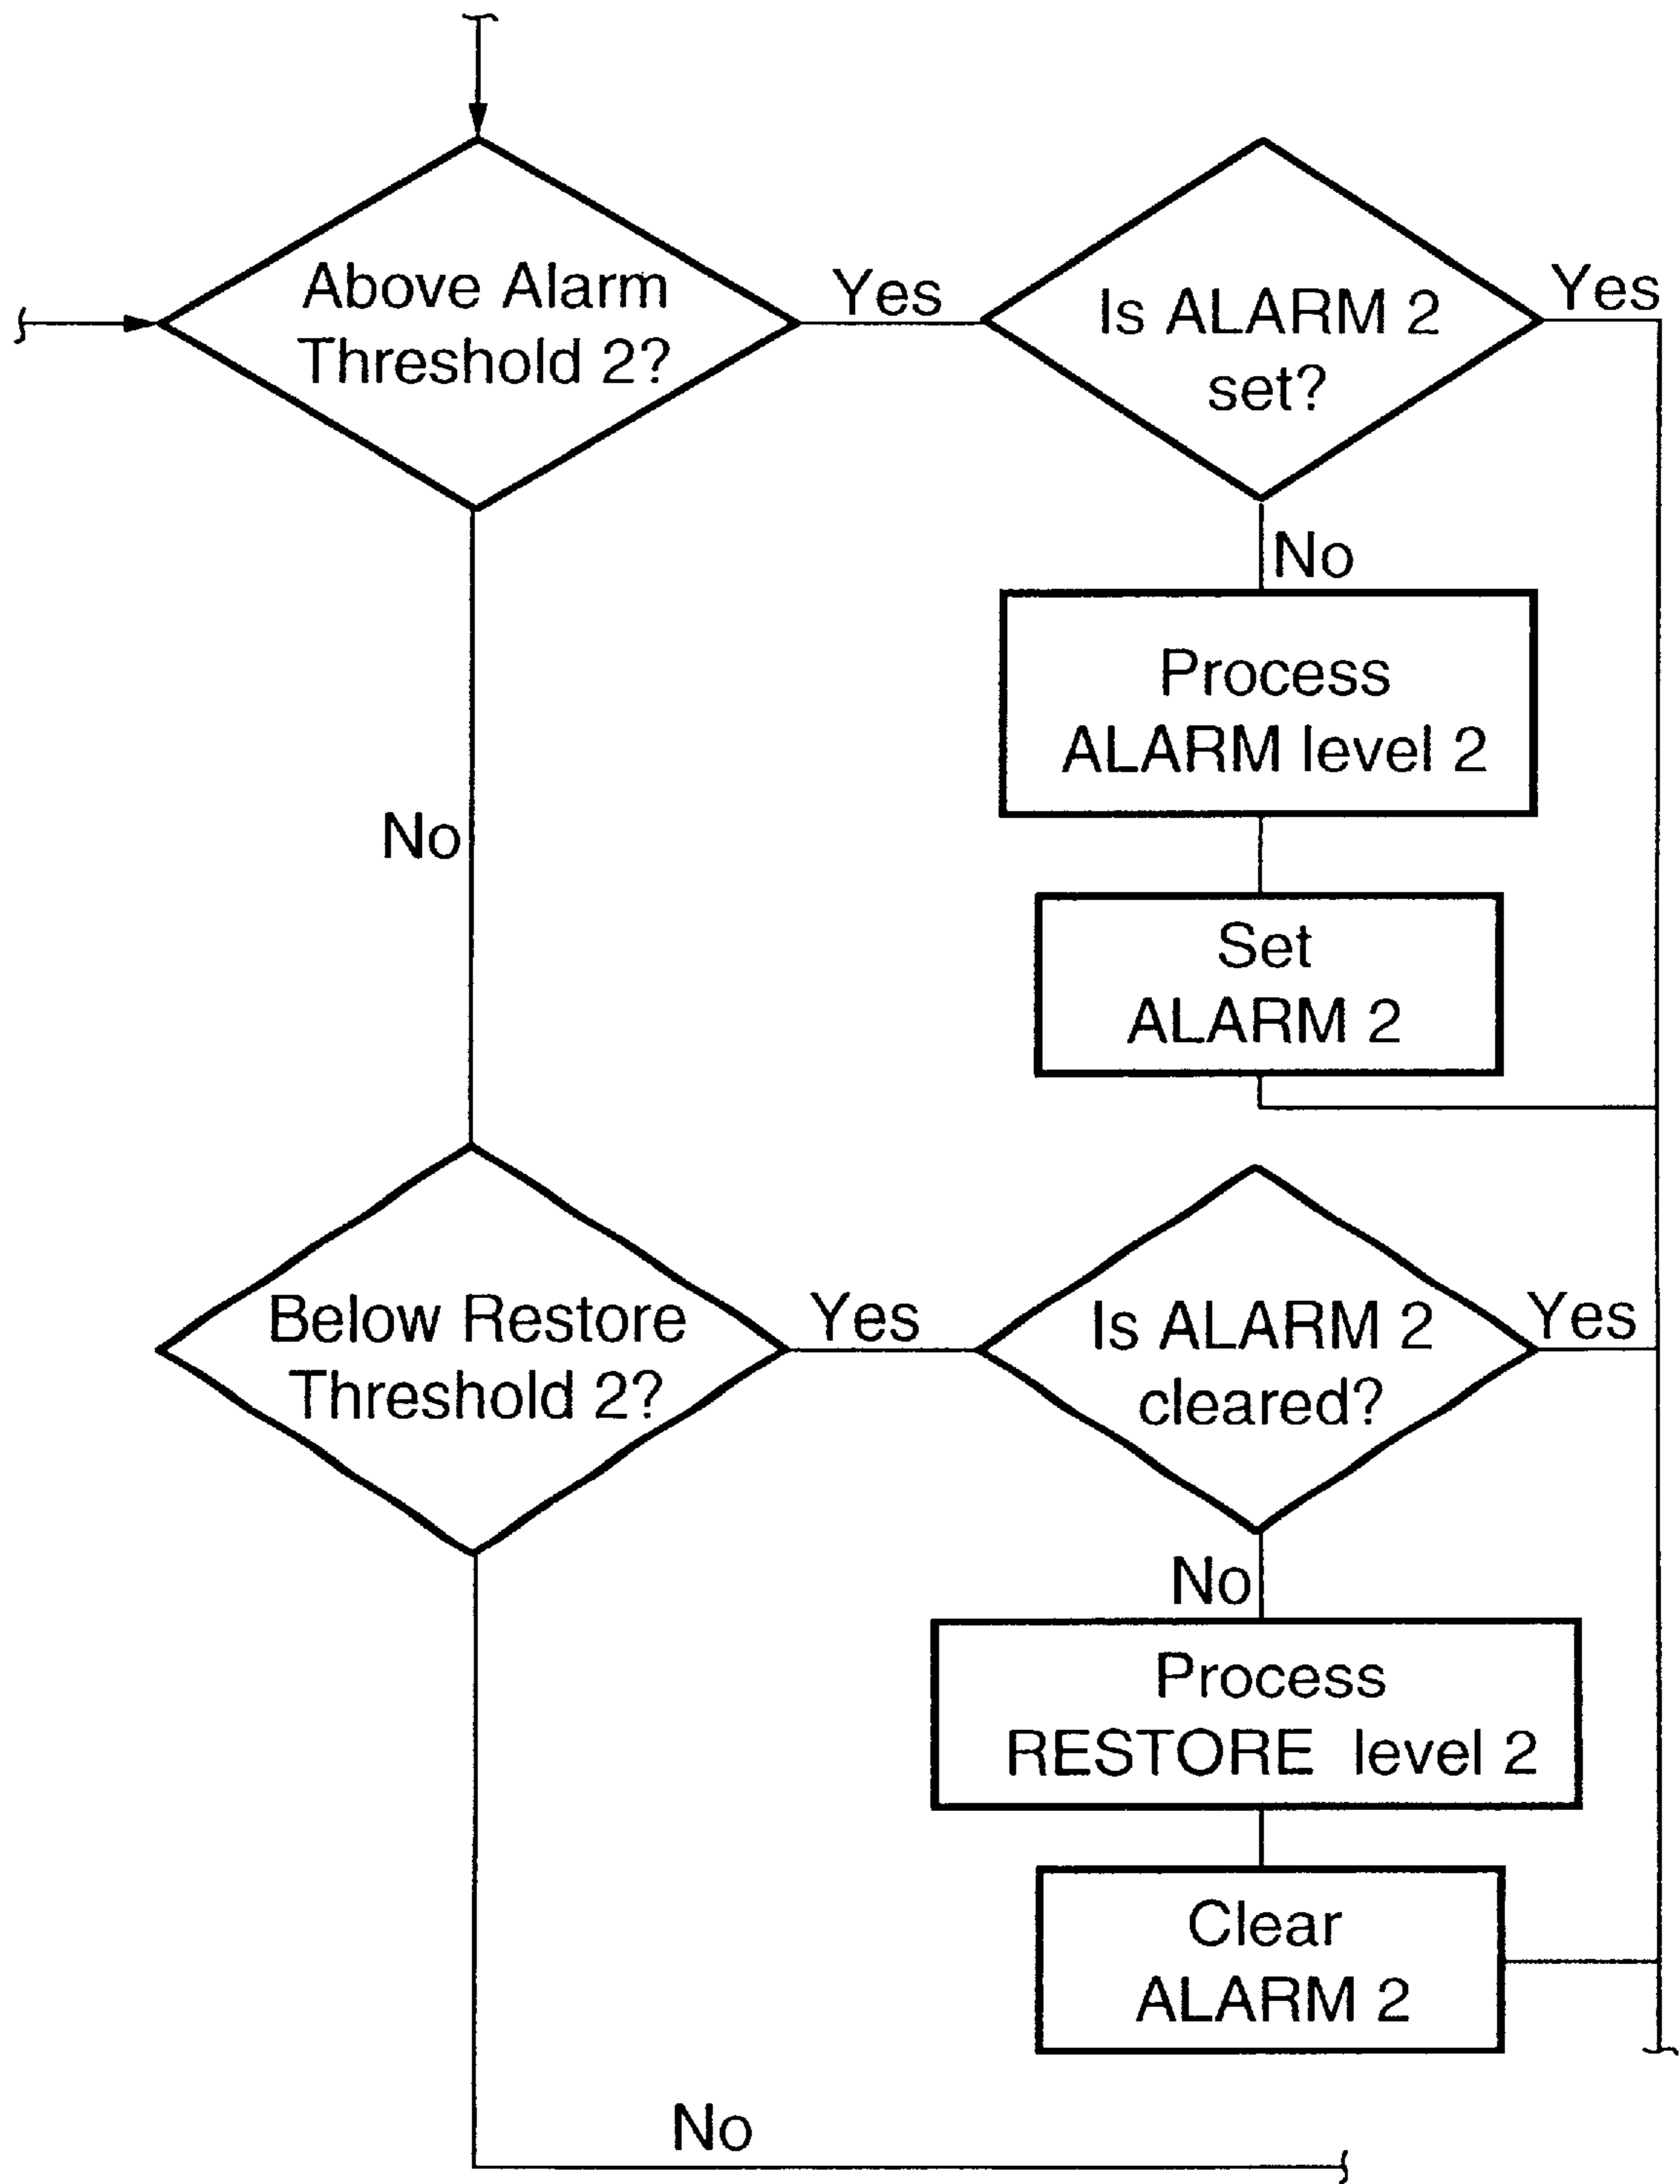 Above Alarm
Threshold 2?
Yes
Is ALARM 2
set?
Yes
No
Process
ALARM level 2
No
Set
ALARM 2
Below Restore
Threshold 2?
Yes
Is ALARM 2
cleared?
Yes
No
Process
RESTORE level 2
Clear
ALARM 2
No